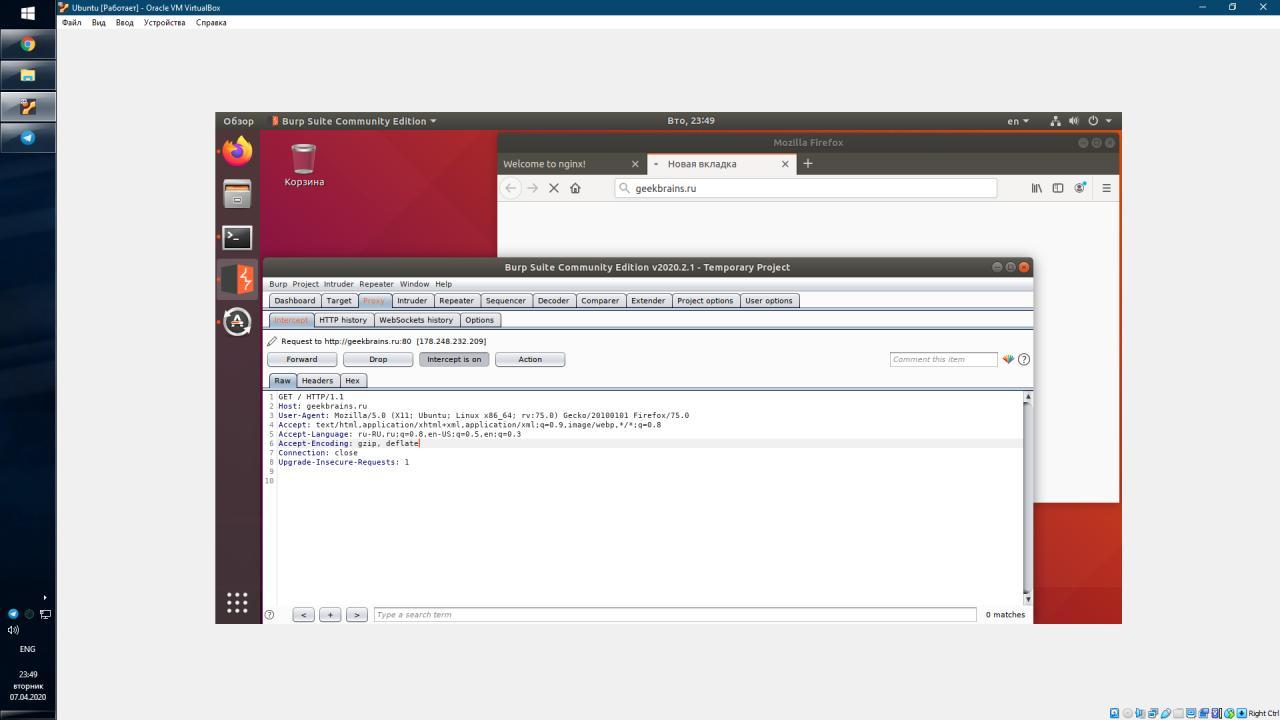 Ubuntu [Работает] - Oracle VM VirtualBox
Файл Вид Ввод Устройства Справка
Обзор Burp Suite Community Edition Вто, 23:49 en
Корзина
Mozilla Firefox
Welcome to nginx! Новая вкладка
geekbrains.ru
Burp Suite Community Edition v2020.2.1 - Temporary Project
Burp Project Intruder Repeater Window Help
Dashboard Target Proxy Intruder Repeater Sequencer Decoder Comparer Extender Project options User options
Intercept HTTP history WebSockets history Options
Request to http://geekbrains.ru:80 [178.248.232.209]
Forward Drop Intercept is on Action Comment this item ?
Raw Headers Hex
1 GET / HTTP/1.1
2 Host: geekbrains.ru
3 User-Agent: Mozilla/5.0 (X11; Ubuntu; Linux x86_64; rv:75.0) Gecko/20100101 Firefox/75.0
4 Accept: text/html,application/xhtml+xml,application/xml;q=0.9,image/webp,*/*;q=0.8
5 Accept-Language: ru-RU,ru;q=0.8,en-US;q=0.5,en;q=0.3
6 Accept-Encoding: gzip, deflate
7 Connection: close
8 Upgrade-Insecure-Requests: 1
9
10
? < + > Type a search term 0 matches
ENG
23:49
вторник
07.04.2020
Right Ctrl